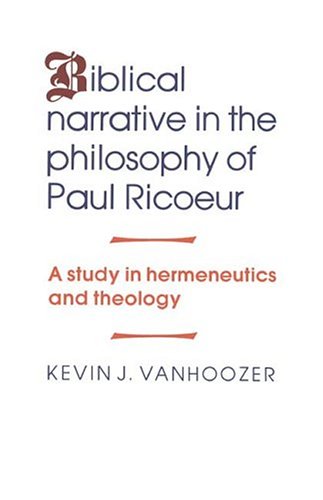 Biblical
narrative in the
philosophy of
Paul Ricoeur
A study in hermeneutics
and theology
KEVIN J. VANHOOZER